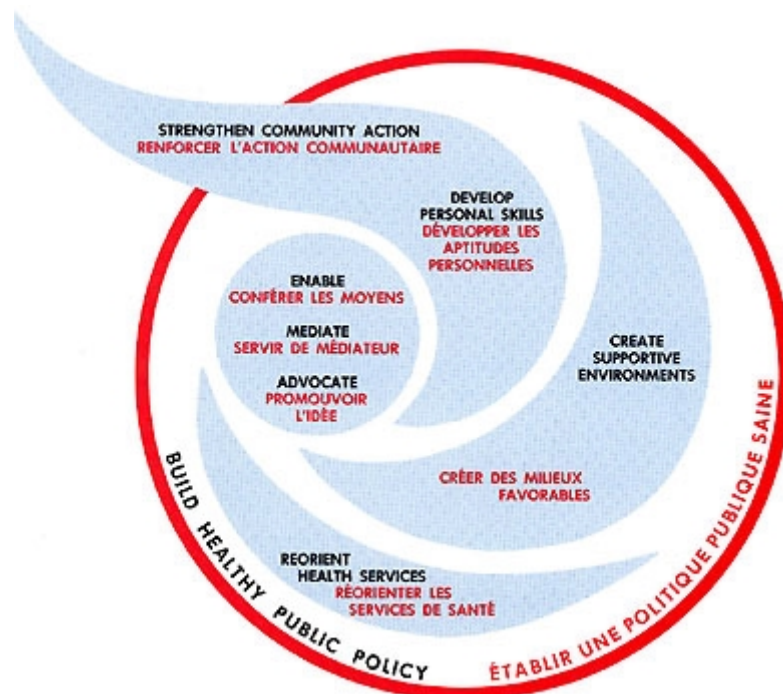 STRENGTHEN COMMUNITY ACTION
RENFORCER L'ACTION COMMUNAUTAIRE
DEVELOP
PERSONAL SKILLS
DÉVELOPPER LES
APTITUDES
PERSONNELLES
ENABLE
CONFÉRER LES MOYENS
MEDIATE
SERVIR DE MÉDIATEUR
ADVOCATE
PROMOUVOIR
L'IDÈE
CREATE
SUPPORTIVE
ENVIRONMENTS
CRÉER DES MILIEUX
FAVORABLES
REORIENT
HEALTH SERVICES
RÉORIENTER LES
SERVICES DE SANTÉ
BUILD HEALTHY PUBLIC POLICY
ÉTABLIR UNE POLITIQUE PUBLIQUE SAINE